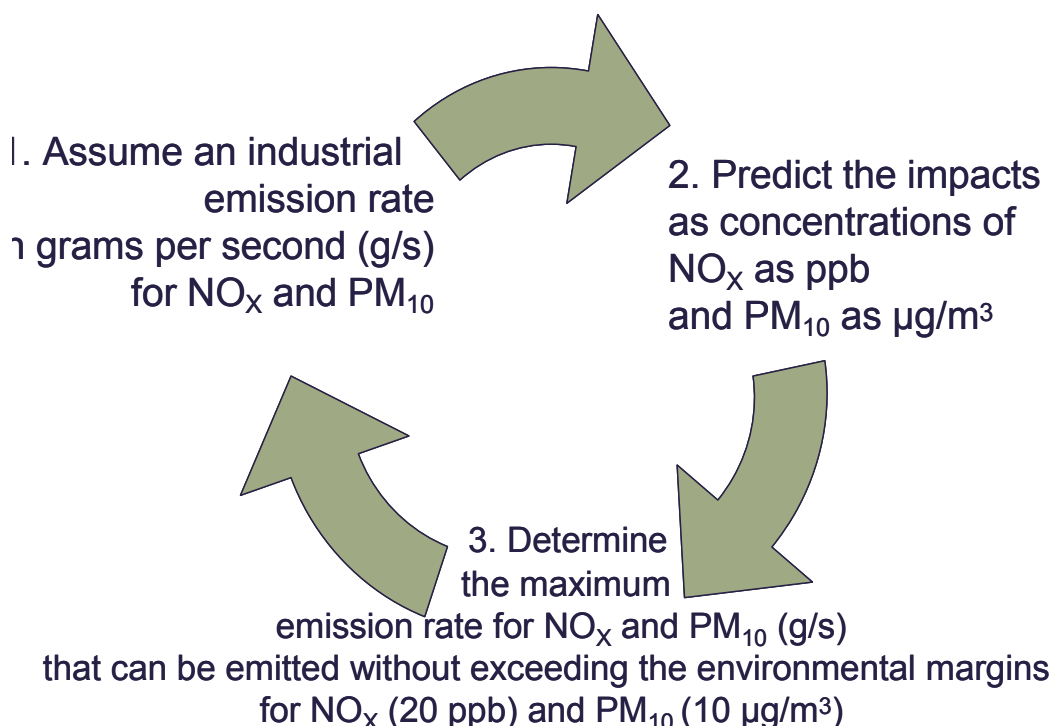 . Assume an industrial
emission rate
grams per second (g/s)
for NOX and PM10
2. Predict the impacts
as concentrations of
NOX as ppb
and PM10 as µg/m³
3. Determine
the maximum
emission rate for NOX and PM10 (g/s)
that can be emitted without exceeding the environmental margins
for NOX (20 ppb) and PM10 (10 µg/m³)